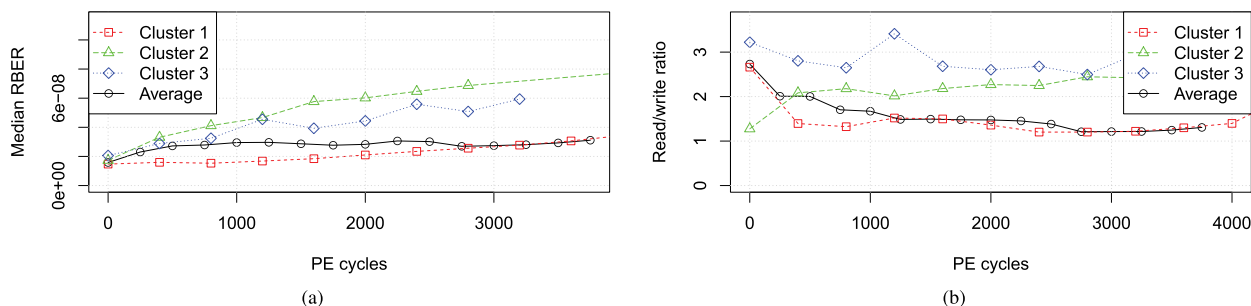 Median RBER
0e+00
6e−08
Cluster 1
Cluster 2
Cluster 3
Average
0
1000
2000
3000
PE cycles
(a)
Read/write ratio
0
1
2
3
Cluster 1
Cluster 2
Cluster 3
Average
0
1000
2000
3000
4000
PE cycles
(b)